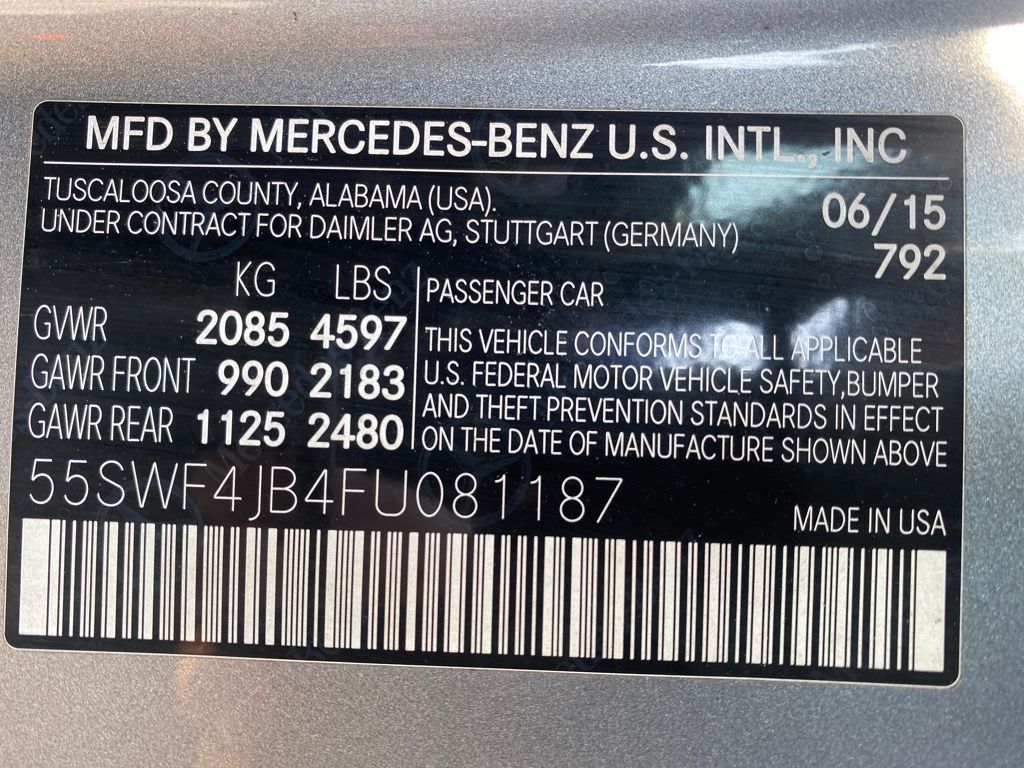 MFD BY MERCEDES-BENZ U.S. INTL., INC
TUSCALOOSA COUNTY, ALABAMA (USA).
UNDER CONTRACT FOR DAIMLER AG, STUTTGART (GERMANY)
06/15
792
KG LBS
GVWR 2085 4597
GAWR FRONT 990 2183
GAWR REAR 1125 2480
PASSENGER CAR
THIS VEHICLE CONFORMS TO ALL APPLICABLE
U.S. FEDERAL MOTOR VEHICLE SAFETY,BUMPER
AND THEFT PREVENTION STANDARDS IN EFFECT
ON THE DATE OF MANUFACTURE SHOWN ABOVE
55SWF4JB4FU081187
MADE IN USA